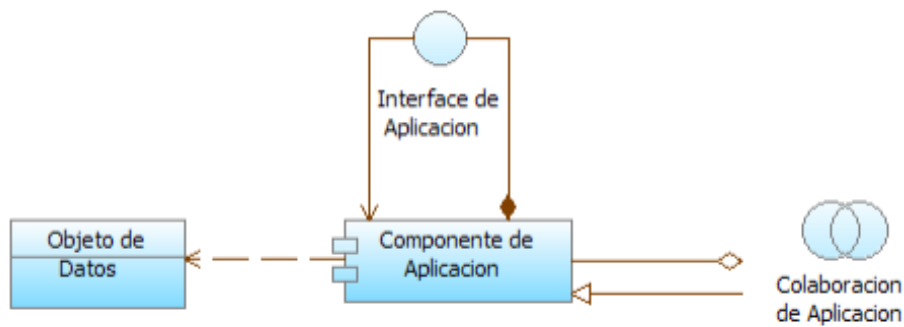 Interface de
Aplicacion
Objeto de
Datos
Componente de
Aplicacion
Colaboracion
de Aplicacion